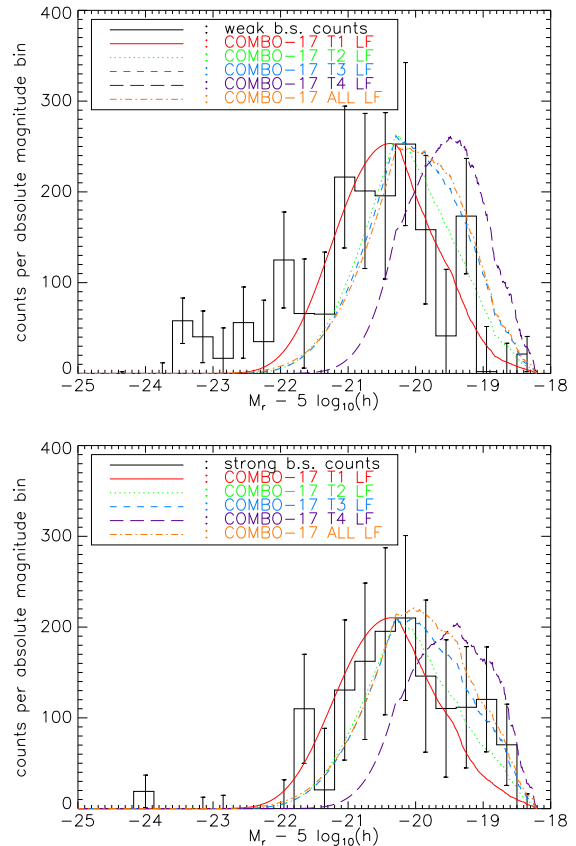 400
300
200
100
0
counts per absolute magnitude bin
: weak b.s. counts
: COMBO-17 T1 LF
: COMBO-17 T2 LF
: COMBO-17 T3 LF
: COMBO-17 T4 LF
: COMBO-17 ALL LF
-25 -24 -23 -22 -21 -20 -19 -18
M_r - 5 log_10(h)
400
300
200
100
0
counts per absolute magnitude bin
: strong b.s. counts
: COMBO-17 T1 LF
: COMBO-17 T2 LF
: COMBO-17 T3 LF
: COMBO-17 T4 LF
: COMBO-17 ALL LF
-25 -24 -23 -22 -21 -20 -19 -18
M_r - 5 log_10(h)